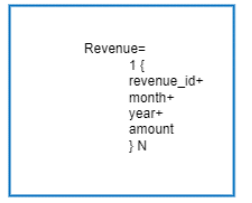 Revenue=
1 {
revenue_id+
month+
year+
amount
} N